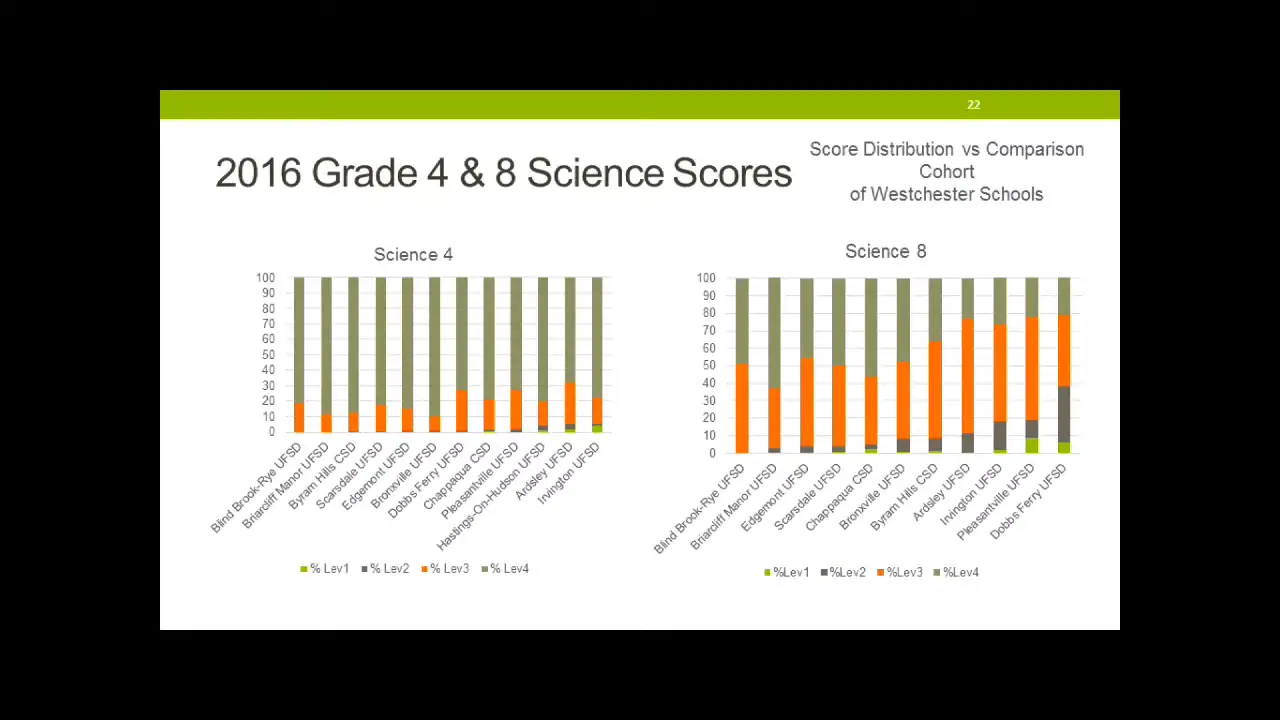 22
2016 Grade 4 & 8 Science Scores
Score Distribution vs Comparison
Cohort
of Westchester Schools
Science 4
100
90
80
70
60
50
40
30
20
10
0
Blind Brook-Rye UFSD
Briarcliff Manor UFSD
Byram Hills CSD
Scarsdale UFSD
Edgemont UFSD
Bronxville UFSD
Dobbs Ferry UFSD
Chappaqua CSD
Pleasantville UFSD
Hastings-On-Hudson UFSD
Ardsley UFSD
Irvington UFSD
% Lev1 % Lev2 % Lev3 % Lev4
Science 8
100
90
80
70
60
50
40
30
20
10
0
Blind Brook-Rye UFSD
Briarcliff Manor UFSD
Edgemont UFSD
Scarsdale UFSD
Chappaqua CSD
Bronxville UFSD
Byram Hills CSD
Ardsley UFSD
Irvington UFSD
Pleasantville UFSD
Dobbs Ferry UFSD
%Lev1 %Lev2 %Lev3 %Lev4